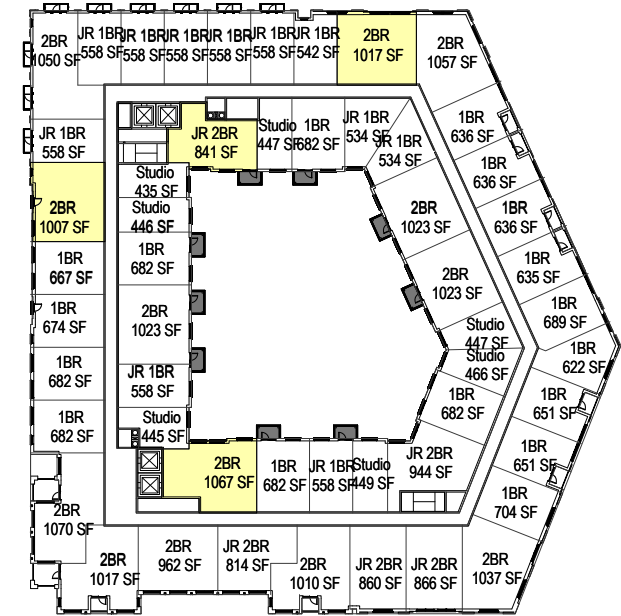 2BR
1050 SF
JR 1BR
558 SF
JR 1BR
558 SF
JR 1BR
558 SF
JR 1BR
558 SF
JR 1BR
558 SF
JR 1BR
542 SF
2BR
1017 SF
2BR
1057 SF
JR 1BR
558 SF
JR 2BR
841 SF
Studio
447 SF
1BR
682 SF
JR 1BR
534 SF
JR 1BR
534 SF
1BR
636 SF
1BR
636 SF
1BR
636 SF
1BR
635 SF
1BR
689 SF
1BR
622 SF
2BR
1007 SF
Studio
435 SF
Studio
446 SF
1BR
682 SF
2BR
1023 SF
JR 1BR
558 SF
Studio
445 SF
2BR
1023 SF
2BR
1023 SF
Studio
447 SF
Studio
466 SF
1BR
682 SF
1BR
667 SF
1BR
674 SF
1BR
682 SF
1BR
682 SF
2BR
1067 SF
1BR
682 SF
JR 1BR
558 SF
Studio
449 SF
JR 2BR
944 SF
1BR
651 SF
1BR
651 SF
1BR
704 SF
2BR
1070 SF
2BR
1017 SF
2BR
962 SF
JR 2BR
814 SF
2BR
1010 SF
JR 2BR
860 SF
JR 2BR
866 SF
2BR
1037 SF